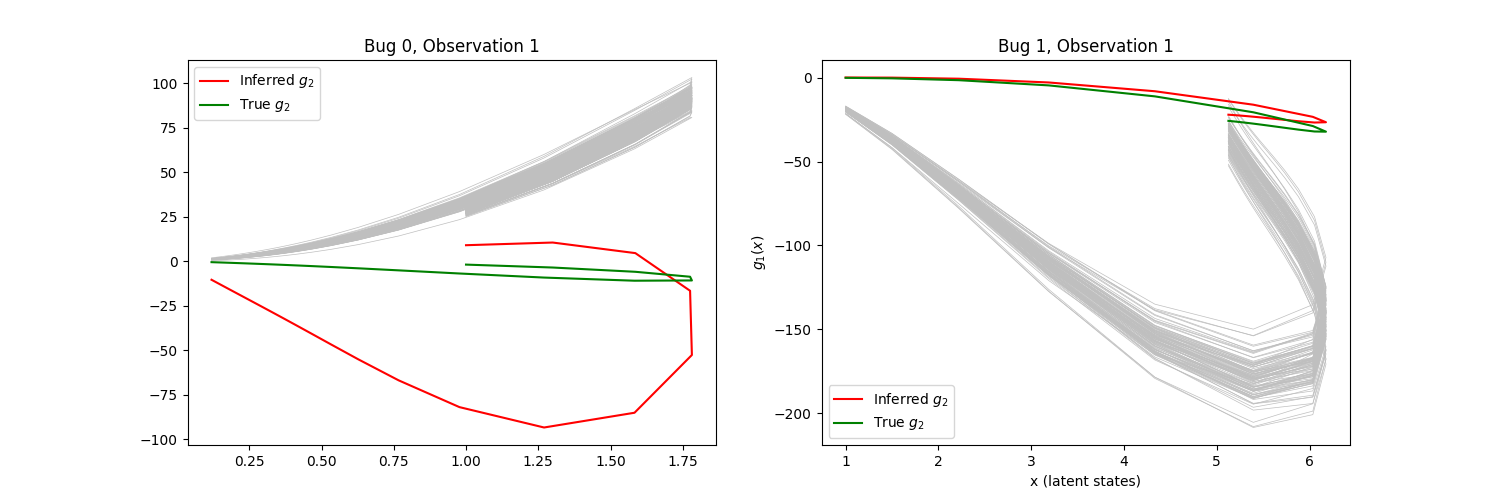 Bug 0, Observation 1
Inferred g₂
True g₂
100
75
50
25
0
−25
−50
−75
−100
0.25 0.50 0.75 1.00 1.25 1.50 1.75
Bug 1, Observation 1
0
−50
−100
−150
−200
g₁(x)
Inferred g₂
True g₂
1 2 3 4 5 6
x (latent states)